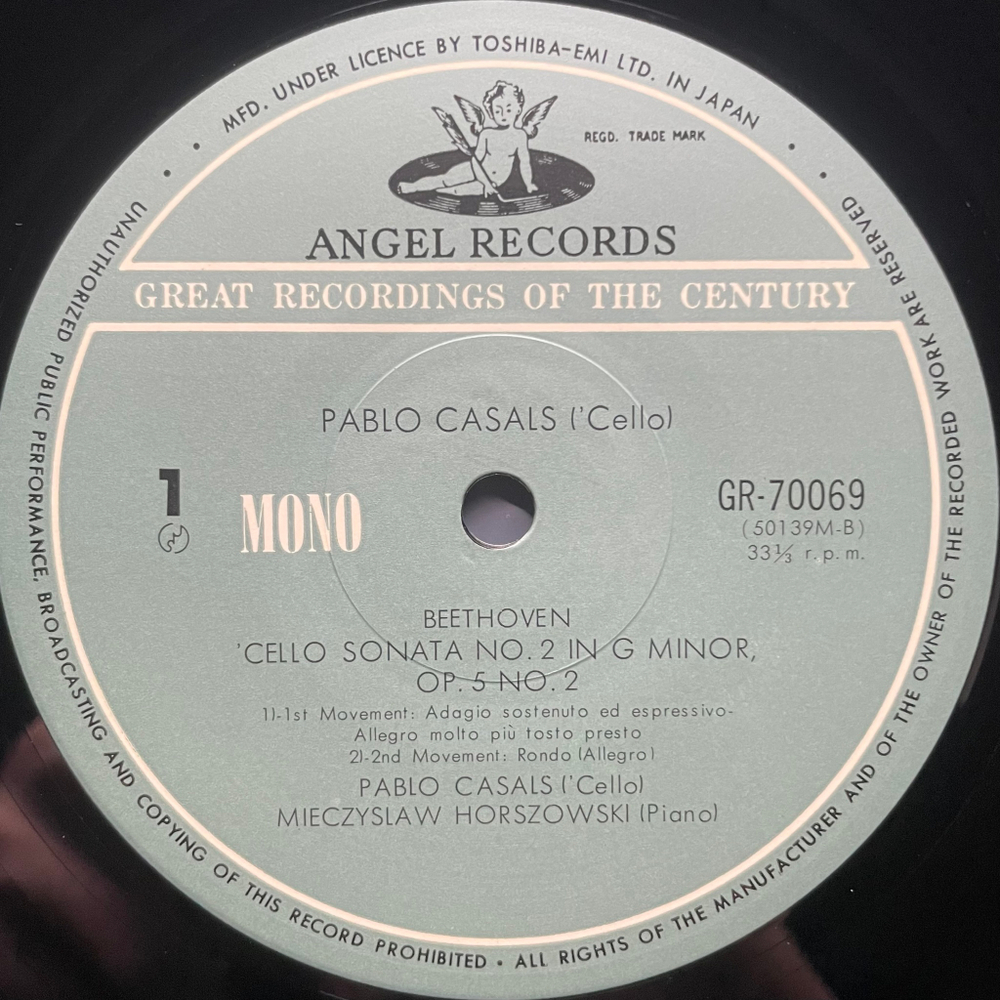 MFD. UNDER LICENCE BY TOSHIBA-EMI LTD. IN JAPAN
REGD. TRADE MARK
ANGEL RECORDS
GREAT RECORDINGS OF THE CENTURY
PABLO CASALS ('Cello)
1
MONO
GR-70069
(50139M-B)
33⅓ r.p.m.
BEETHOVEN
'CELLO SONATA NO. 2 IN G MINOR,
OP. 5 NO. 2
1)-1st Movement: Adagio sostenuto ed espressivo-
Allegro molto più tosto presto
2)-2nd Movement: Rondo (Allegro)
PABLO CASALS ('Cello)
MIECZYSLAW HORSZOWSKI (Piano)
UNAUTHORIZED PUBLIC PERFORMANCE, BROADCASTING AND COPYING OF THIS RECORD PROHIBITED • ALL RIGHTS OF THE MANUFACTURER AND OF THE OWNER OF THE RECORDED WORK ARE RESERVED